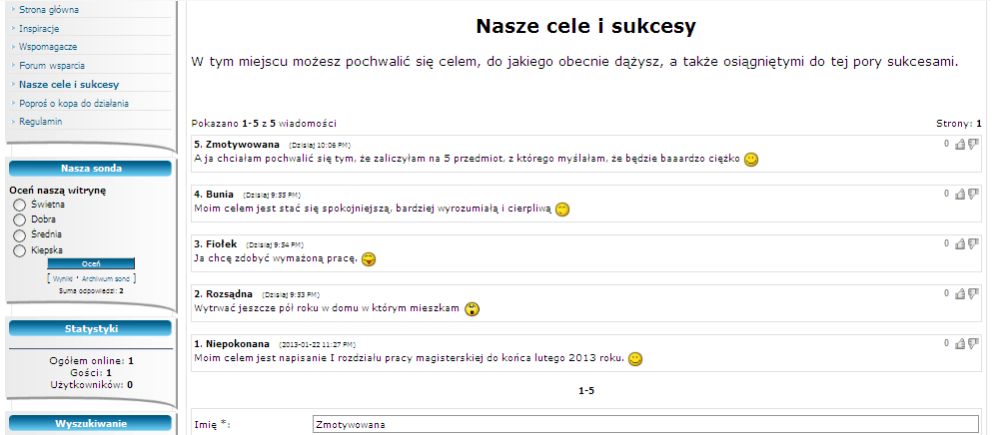 Strona główna
Inspiracje
Wspomagacze
Forum wsparcia
Nasze cele i sukcesy
Poproś o kopa do działania
Regulamin
Nasza sonda
Oceń naszą witrynę
Świetna
Dobra
Średnia
Kiepska
Oceń
[ Wyniki · Archiwum sond ]
Suma odpowiedzi: 2
Statystyki
Ogółem online: 1
Gości: 1
Użytkowników: 0
Wyszukiwanie
Nasze cele i sukcesy
W tym miejscu możesz pochwalić się celem, do jakiego obecnie dążysz, a także osiągniętymi do tej pory sukcesami.
Pokazano 1-5 z 5 wiadomości
Strony: 1
5. Zmotywowana (Dzisiaj 10:06 PM)
0
A ja chciałam pochwalić się tym, że zaliczyłam na 5 przedmiot, z którego myślałam, że będzie baaardzo ciężko
4. Bunia (Dzisiaj 9:55 PM)
0
Moim celem jest stać się spokojniejszą, bardziej wyrozumiałą i cierpliwą
3. Fiołek (Dzisiaj 9:54 PM)
0
Ja chcę zdobyć wymażoną pracę.
2. Rozsądna (Dzisiaj 9:53 PM)
0
Wytrwać jeszcze pół roku w domu w którym mieszkam
1. Niepokonana (2013-01-22 11:27 PM)
0
Moim celem jest napisanie I rozdziału pracy magisterskiej do końca lutego 2013 roku.
1-5
Imię *:
Zmotywowana